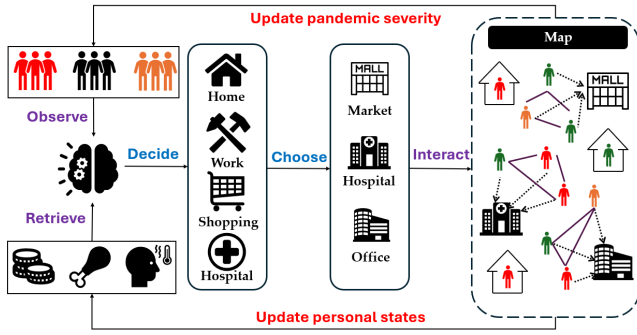 Update pandemic severity
Map
Observe
Retrieve
Decide
Home
Work
Shopping
Hospital
Choose
MALL
Market
Hospital
Office
Interact
MALL
Update personal states